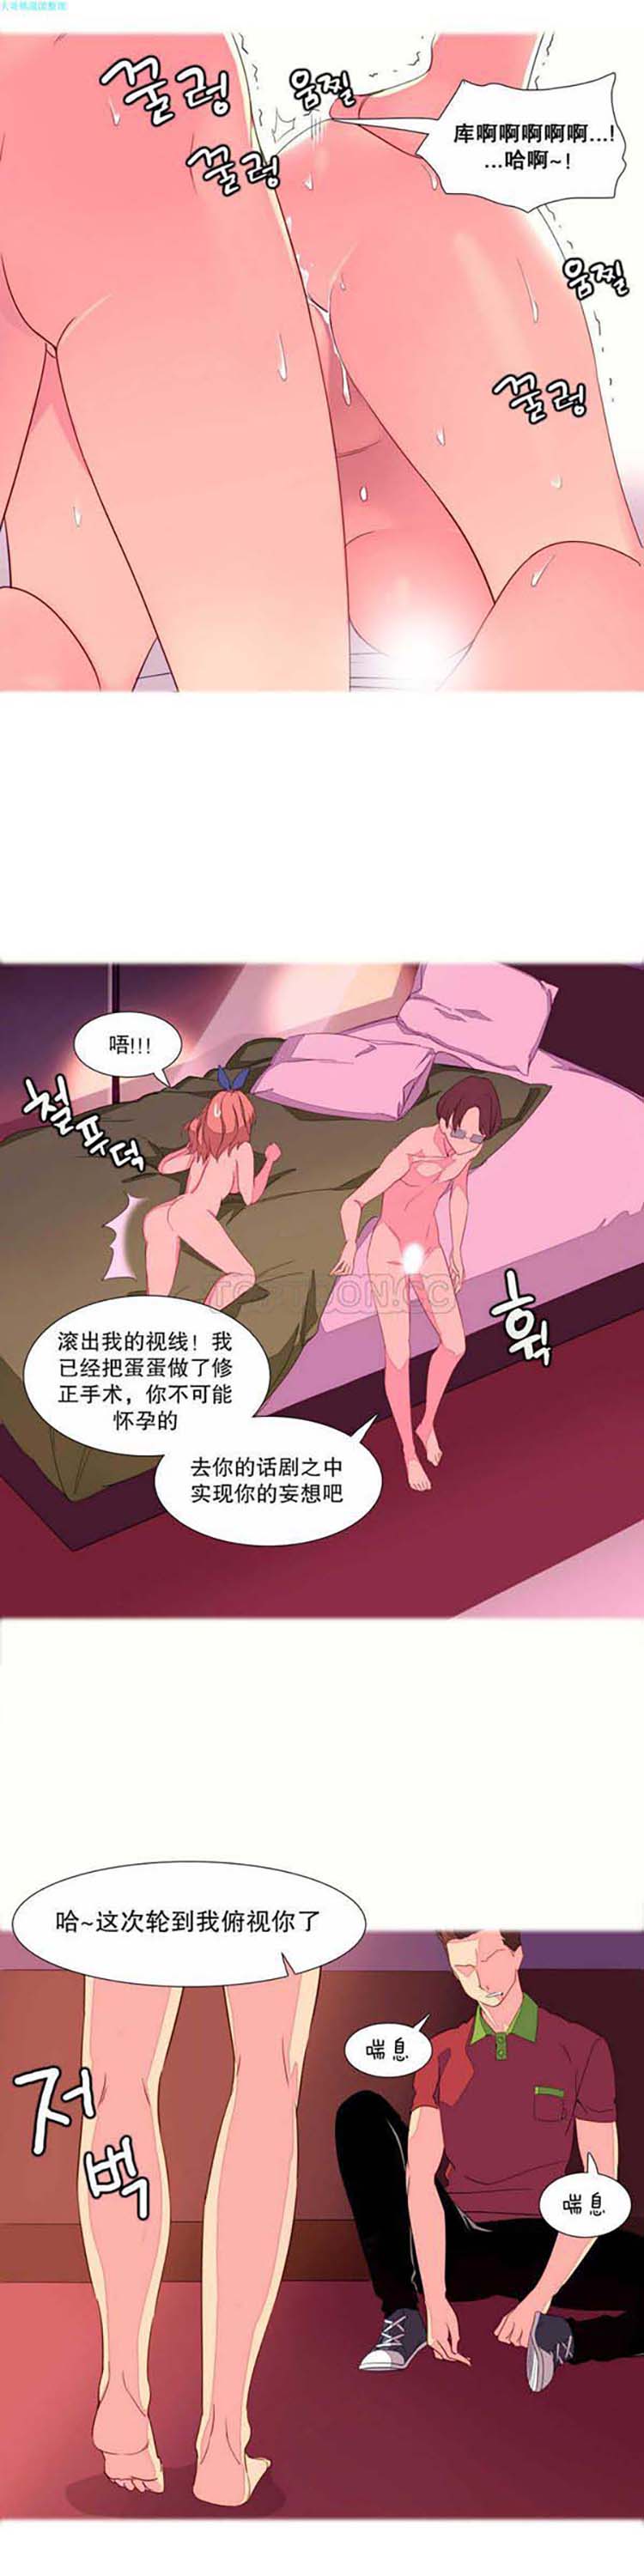 꿀렁
움찔
库啊啊啊啊啊...!
...哈啊~!
꿀렁
움찔
꿀렁
唔!!!
철푸덕
TOPTOON.CC
滚出我的视线！我
已经把蛋蛋做了修
正手术，你不可能
怀孕的
휙
去你的话剧之中
实现你的妄想吧
哈~这次轮到我俯视你了
喘息
저벅
喘息